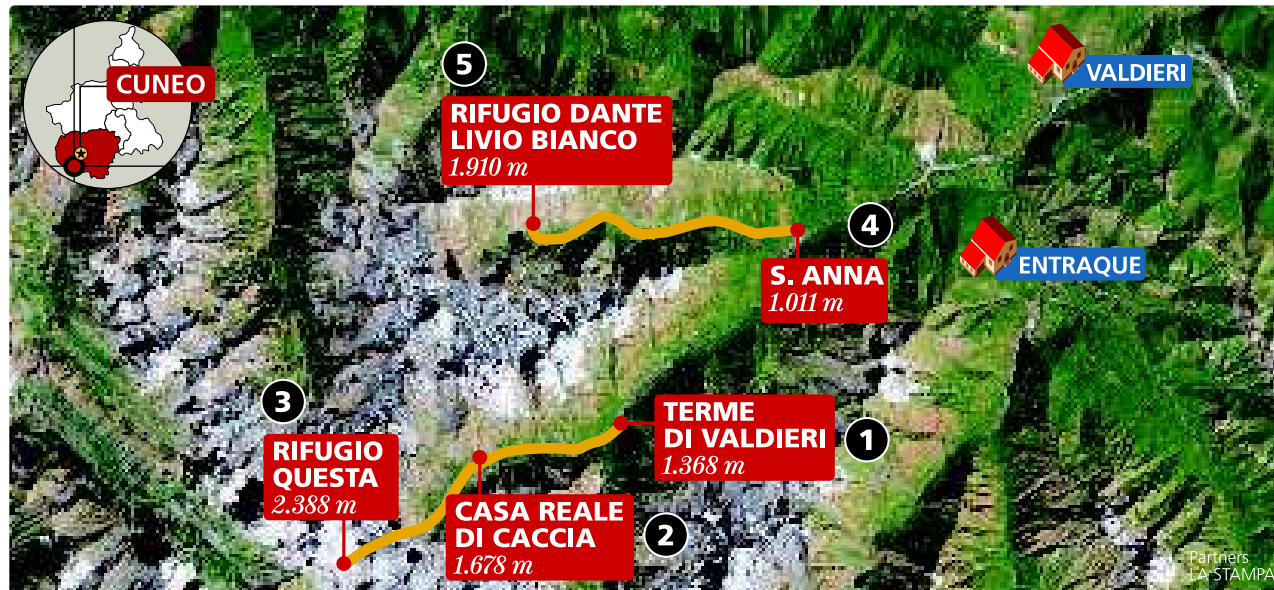 CUNEO
5
RIFUGIO DANTE
LIVIO BIANCO
1.910 m
VALDIERI
4
S. ANNA
1.011 m
ENTRAQUE
3
RIFUGIO
QUESTA
2.388 m
TERME
DI VALDIERI
1.368 m
1
CASA REALE
DI CACCIA
1.678 m
2
Partners
LA STAMPA